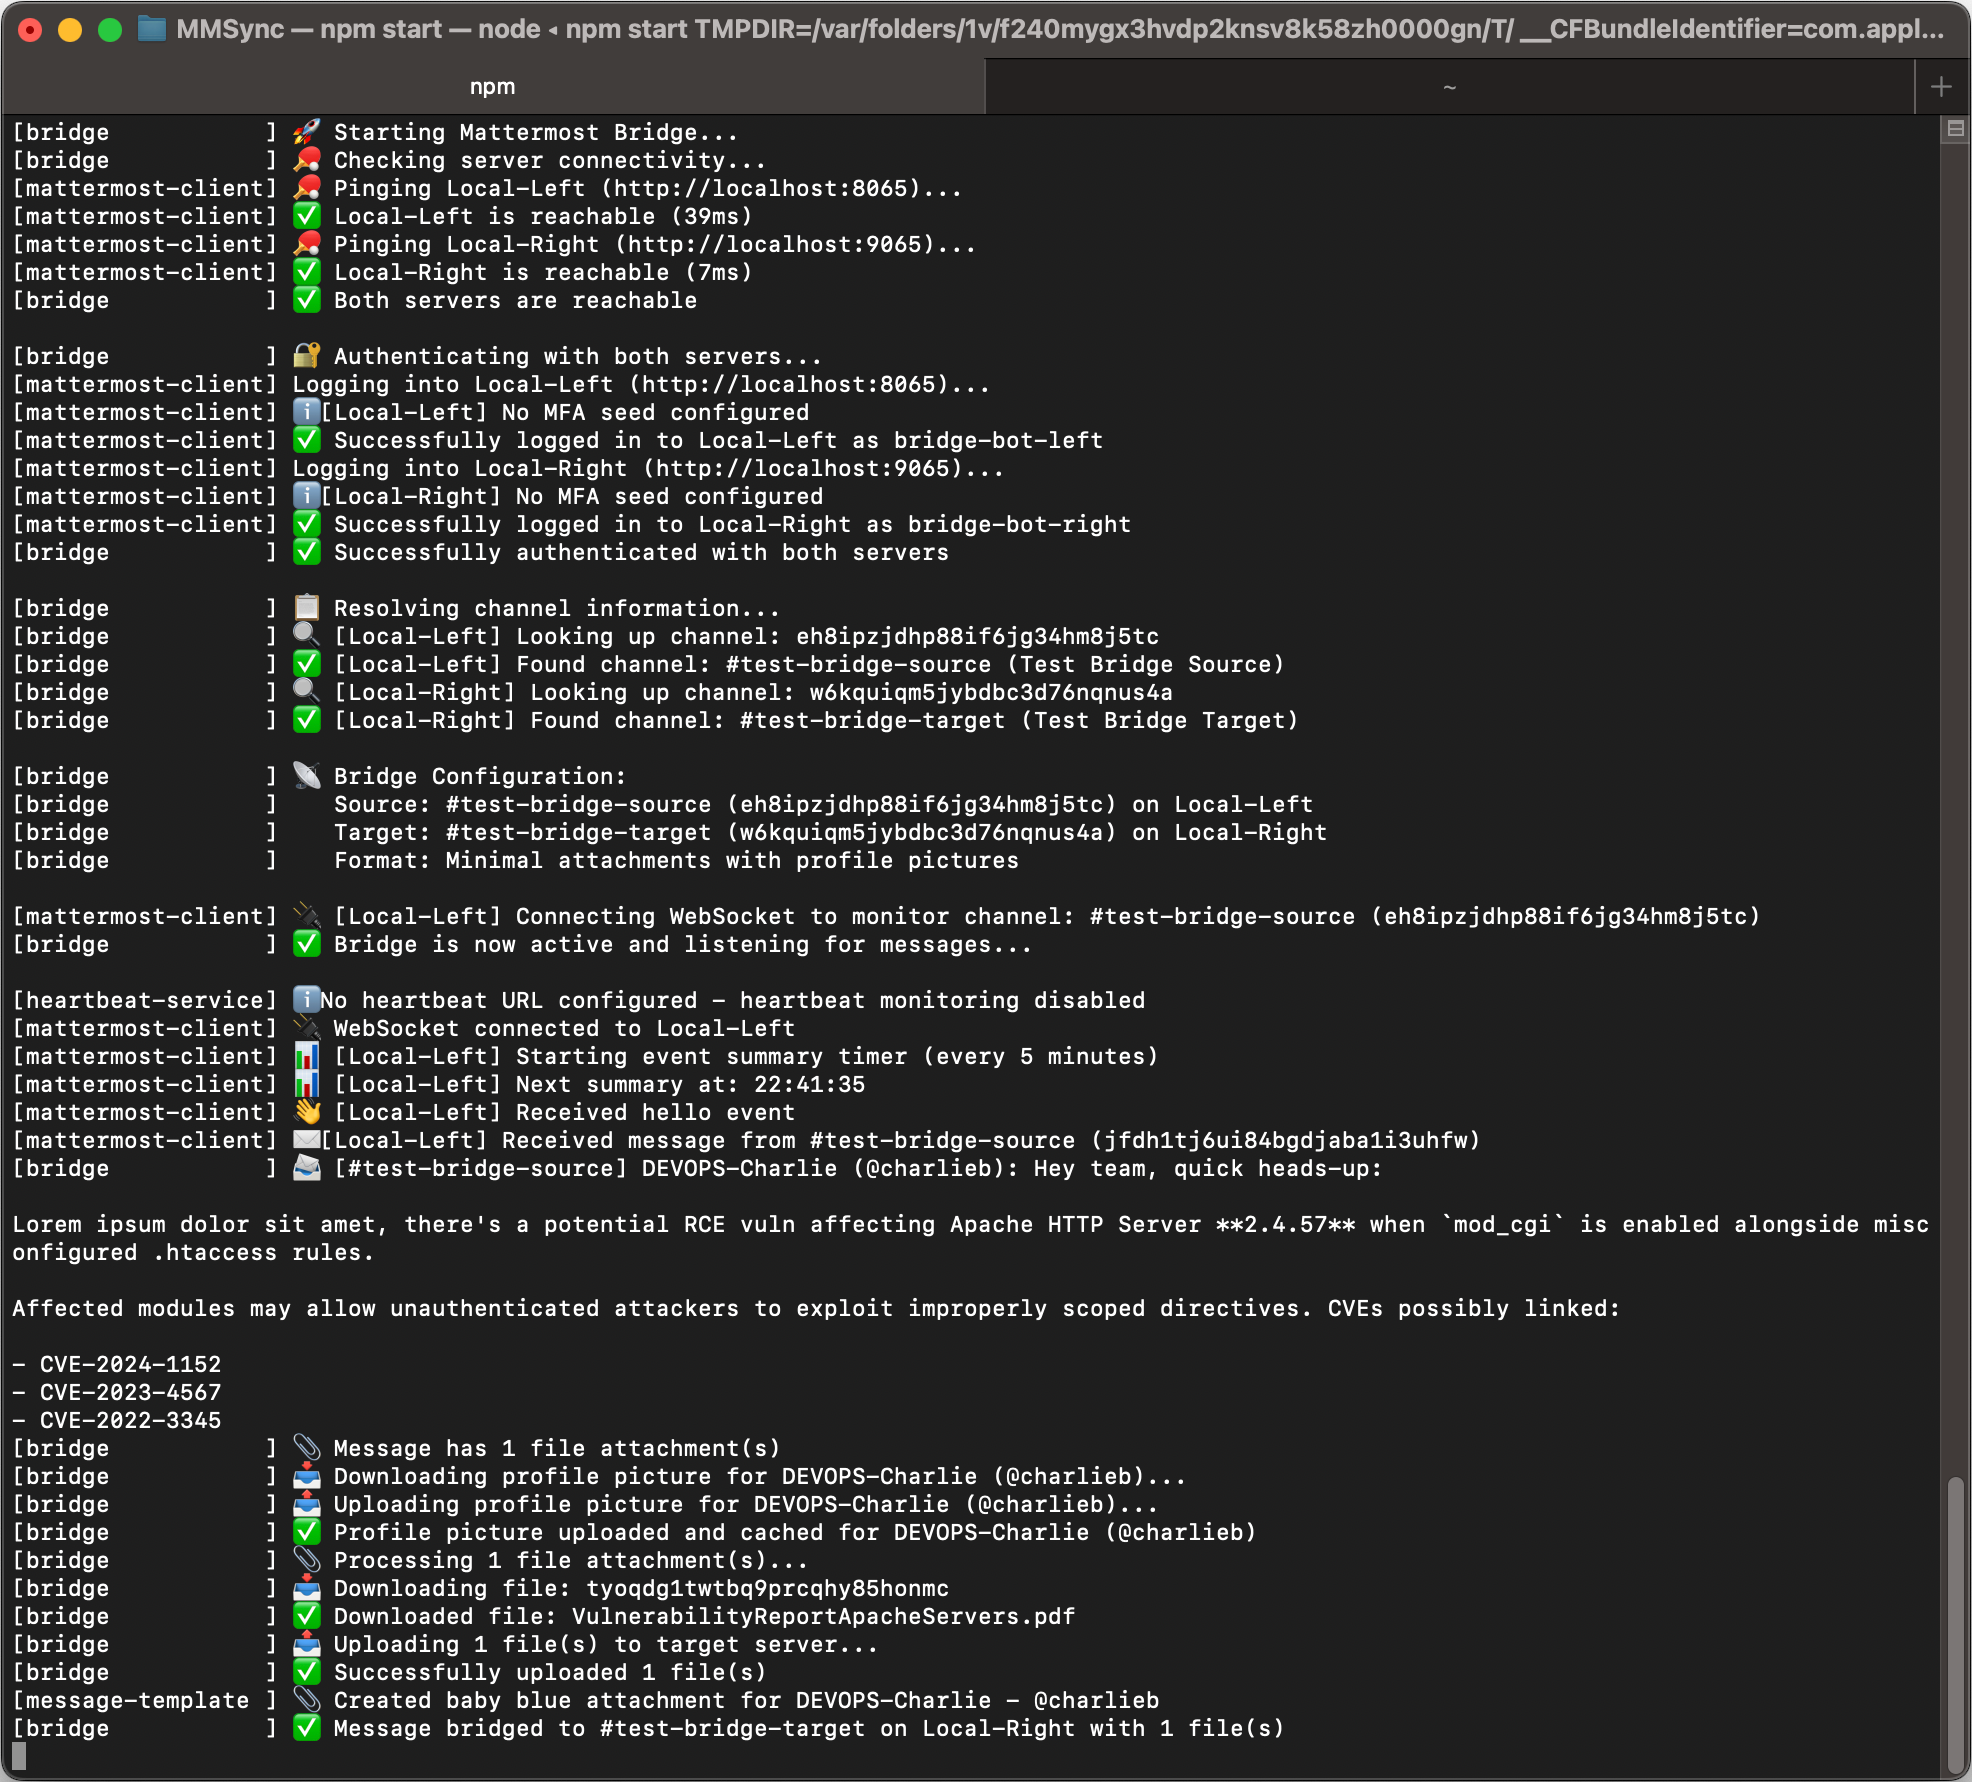 MMSync — npm start — node ◂ npm start TMPDIR=/var/folders/1v/f240mygx3hvdp2knsv8k58zh0000gn/T/ __CFBundleIdentifier=com.appl...
npm
~
[bridge           ] 🚀 Starting Mattermost Bridge...
[bridge           ] 🏓 Checking server connectivity...
[mattermost-client] 🏓 Pinging Local-Left (http://localhost:8065)...
[mattermost-client] ✅ Local-Left is reachable (39ms)
[mattermost-client] 🏓 Pinging Local-Right (http://localhost:9065)...
[mattermost-client] ✅ Local-Right is reachable (7ms)
[bridge           ] ✅ Both servers are reachable
[bridge           ] 🔐 Authenticating with both servers...
[mattermost-client] Logging into Local-Left (http://localhost:8065)...
[mattermost-client] ℹ️[Local-Left] No MFA seed configured
[mattermost-client] ✅ Successfully logged in to Local-Left as bridge-bot-left
[mattermost-client] Logging into Local-Right (http://localhost:9065)...
[mattermost-client] ℹ️[Local-Right] No MFA seed configured
[mattermost-client] ✅ Successfully logged in to Local-Right as bridge-bot-right
[bridge           ] ✅ Successfully authenticated with both servers
[bridge           ] 📋 Resolving channel information...
[bridge           ] 🔍 [Local-Left] Looking up channel: eh8ipzjdhp88if6jg34hm8j5tc
[bridge           ] ✅ [Local-Left] Found channel: #test-bridge-source (Test Bridge Source)
[bridge           ] 🔍 [Local-Right] Looking up channel: w6kquiqm5jybdbc3d76nqnus4a
[bridge           ] ✅ [Local-Right] Found channel: #test-bridge-target (Test Bridge Target)
[bridge           ] 📡 Bridge Configuration:
[bridge           ]    Source: #test-bridge-source (eh8ipzjdhp88if6jg34hm8j5tc) on Local-Left
[bridge           ]    Target: #test-bridge-target (w6kquiqm5jybdbc3d76nqnus4a) on Local-Right
[bridge           ]    Format: Minimal attachments with profile pictures
[mattermost-client] 🔌 [Local-Left] Connecting WebSocket to monitor channel: #test-bridge-source (eh8ipzjdhp88if6jg34hm8j5tc)
[bridge           ] ✅ Bridge is now active and listening for messages...
[heartbeat-service] ℹ️No heartbeat URL configured - heartbeat monitoring disabled
[mattermost-client] 🔌 WebSocket connected to Local-Left
[mattermost-client] 📊 [Local-Left] Starting event summary timer (every 5 minutes)
[mattermost-client] 📊 [Local-Left] Next summary at: 22:41:35
[mattermost-client] 👋 [Local-Left] Received hello event
[mattermost-client] ✉️[Local-Left] Received message from #test-bridge-source (jfdh1tj6ui84bgdjaba1i3uhfw)
[bridge           ] 📨 [#test-bridge-source] DEVOPS-Charlie (@charlieb): Hey team, quick heads-up:
Lorem ipsum dolor sit amet, there's a potential RCE vuln affecting Apache HTTP Server **2.4.57** when `mod_cgi` is enabled alongside misc
onfigured .htaccess rules.
Affected modules may allow unauthenticated attackers to exploit improperly scoped directives. CVEs possibly linked:
- CVE-2024-1152
- CVE-2023-4567
- CVE-2022-3345
[bridge           ] 📎 Message has 1 file attachment(s)
[bridge           ] 📥 Downloading profile picture for DEVOPS-Charlie (@charlieb)...
[bridge           ] 📤 Uploading profile picture for DEVOPS-Charlie (@charlieb)...
[bridge           ] ✅ Profile picture uploaded and cached for DEVOPS-Charlie (@charlieb)
[bridge           ] 📎 Processing 1 file attachment(s)...
[bridge           ] 📥 Downloading file: tyoqdg1twtbq9prcqhy85honmc
[bridge           ] ✅ Downloaded file: VulnerabilityReportApacheServers.pdf
[bridge           ] 📤 Uploading 1 file(s) to target server...
[bridge           ] ✅ Successfully uploaded 1 file(s)
[message-template ] 📎 Created baby blue attachment for DEVOPS-Charlie - @charlieb
[bridge           ] ✅ Message bridged to #test-bridge-target on Local-Right with 1 file(s)